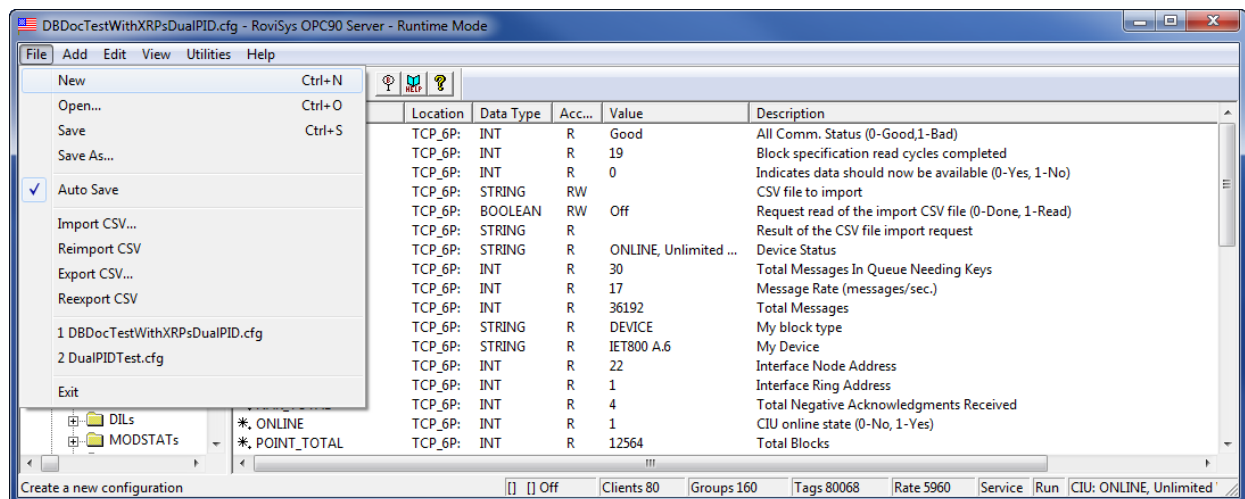 DBDocTestWithXRPsDualPID.cfg - RoviSys OPC90 Server - Runtime Mode
File Add Edit View Utilities Help
New Ctrl+N
Open... Ctrl+O
Save Ctrl+S
Save As...
Auto Save
Import CSV...
Reimport CSV
Export CSV...
Reexport CSV
1 DBDocTestWithXRPsDualPID.cfg
2 DualPIDTest.cfg
Exit
HELP
Location Data Type Acc... Value Description
TCP_6P: INT R Good All Comm. Status (0-Good,1-Bad)
TCP_6P: INT R 19 Block specification read cycles completed
TCP_6P: INT R 0 Indicates data should now be available (0-Yes, 1-No)
TCP_6P: STRING RW CSV file to import
TCP_6P: BOOLEAN RW Off Request read of the import CSV file (0-Done, 1-Read)
TCP_6P: STRING R Result of the CSV file import request
TCP_6P: STRING R ONLINE, Unlimited ... Device Status
TCP_6P: INT R 30 Total Messages In Queue Needing Keys
TCP_6P: INT R 17 Message Rate (messages/sec.)
TCP_6P: INT R 36192 Total Messages
TCP_6P: STRING R DEVICE My block type
TCP_6P: STRING R IET800 A.6 My Device
TCP_6P: INT R 22 Interface Node Address
TCP_6P: INT R 1 Interface Ring Address
TCP_6P: INT R 4 Total Negative Acknowledgments Received
DILs
ONLINE TCP_6P: INT R 1 CIU online state (0-No, 1-Yes)
MODSTATs
POINT_TOTAL TCP_6P: INT R 12564 Total Blocks
Create a new configuration [] [] Off Clients 80 Groups 160 Tags 80068 Rate 5960 Service Run CIU: ONLINE, Unlimited